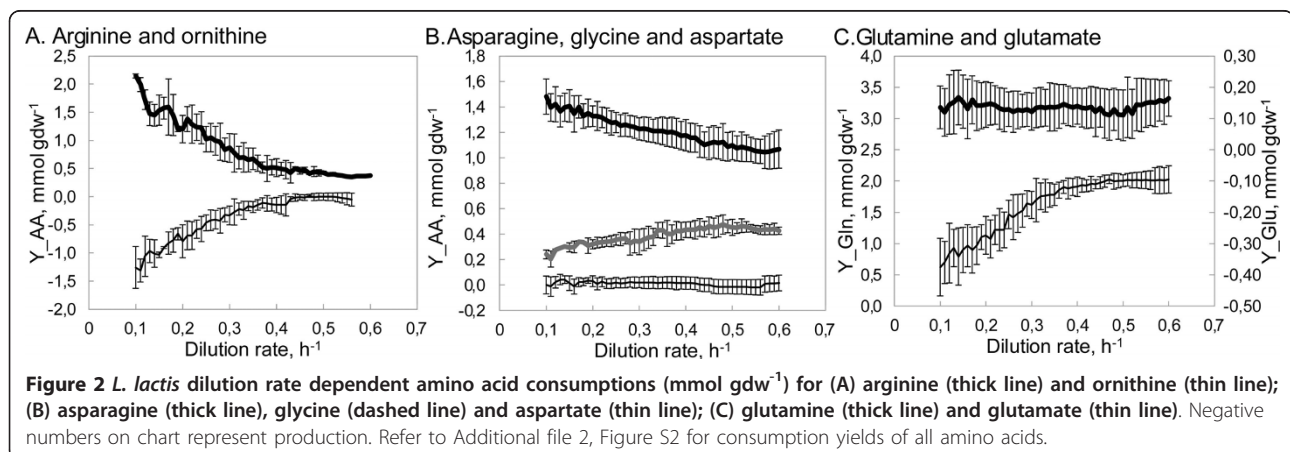 A. Arginine and ornithine
2,5
2,0
1,5
1,0
0,5
0,0
-0,5
-1,0
-1,5
-2,0
Y_AA, mmol gdw⁻¹
0 0,1 0,2 0,3 0,4 0,5 0,6 0,7
Dilution rate, h⁻¹
B.Asparagine, glycine and aspartate
1,8
1,6
1,4
1,2
1,0
0,8
0,6
0,4
0,2
0,0
-0,2
Y_AA, mmol gdw⁻¹
0 0,1 0,2 0,3 0,4 0,5 0,6 0,7
Dilution rate, h⁻¹
C.Glutamine and glutamate
4,0
3,5
3,0
2,5
2,0
1,5
1,0
0,5
0,0
Y_Gln, mmol gdw⁻¹
0,30
0,20
0,10
0,00
-0,10
-0,20
-0,30
-0,40
-0,50
Y_Glu, mmol gdw⁻¹
0 0,1 0,2 0,3 0,4 0,5 0,6 0,7
Dilution rate, h⁻¹
Figure 2 L. lactis dilution rate dependent amino acid consumptions (mmol gdw⁻¹) for (A) arginine (thick line) and ornithine (thin line);
(B) asparagine (thick line), glycine (dashed line) and aspartate (thin line); (C) glutamine (thick line) and glutamate (thin line). Negative
numbers on chart represent production. Refer to Additional file 2, Figure S2 for consumption yields of all amino acids.